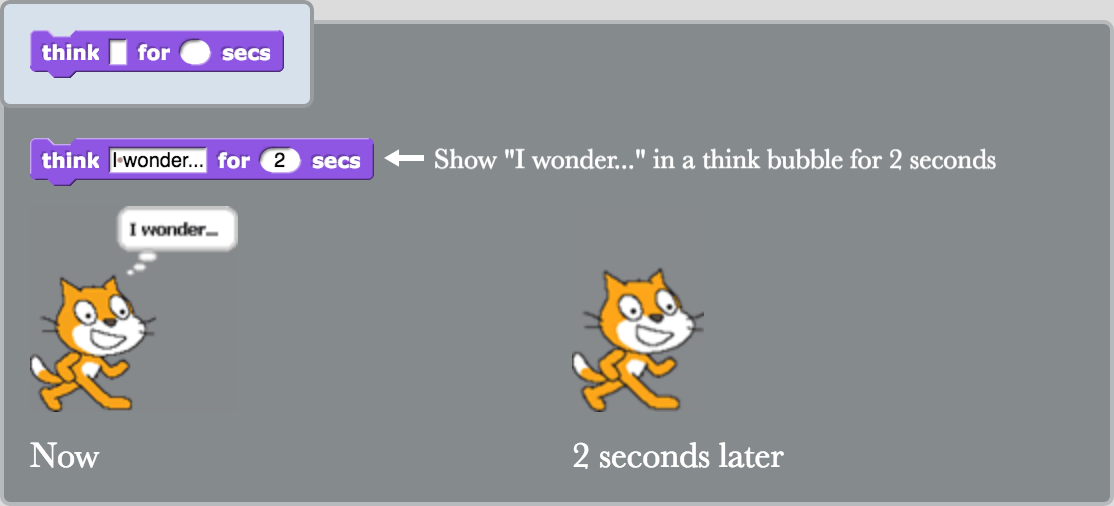 think for secs
think I wonder... for 2 secs Show "I wonder..." in a think bubble for 2 seconds
I wonder...
Now
2 seconds later